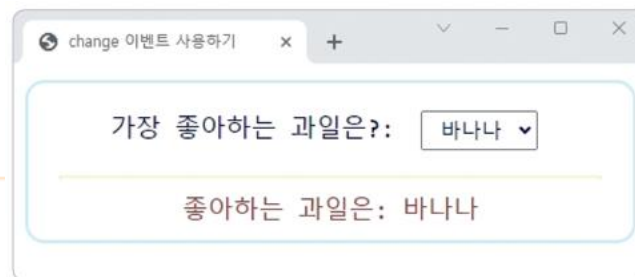 change 이벤트 사용하기
가장 좋아하는 과일은?: 바나나
좋아하는 과일은: 바나나